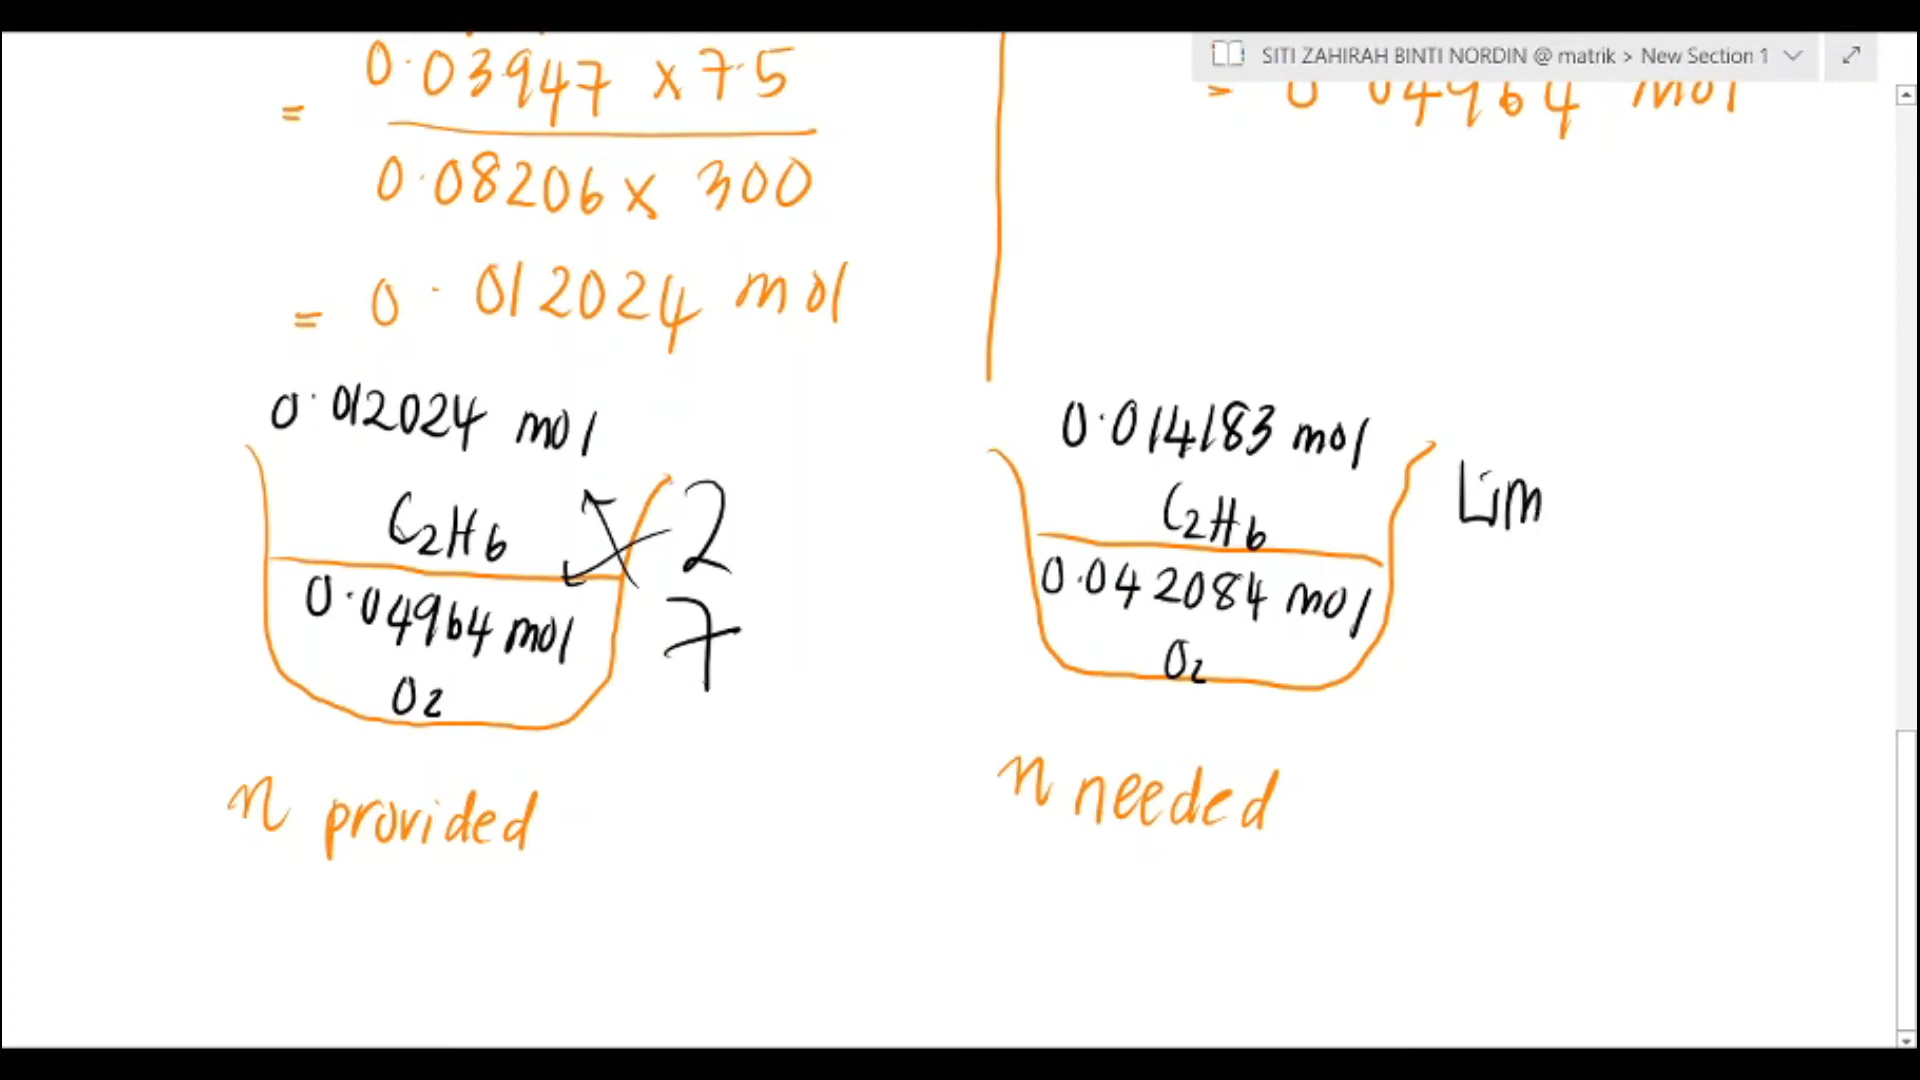 SITI ZAHIRAH BINTI NORDIN @ matrik > New Section 1
0.03947 x 7.5
=
0.08206 x 300
= 0.012024 mol
= 0.04964 mol
0.012024 mol
C2H6
2
0.04964 mol
7
O2
n provided
0.014183 mol
Lim
C2H6
0.042084 mol
O2
n needed